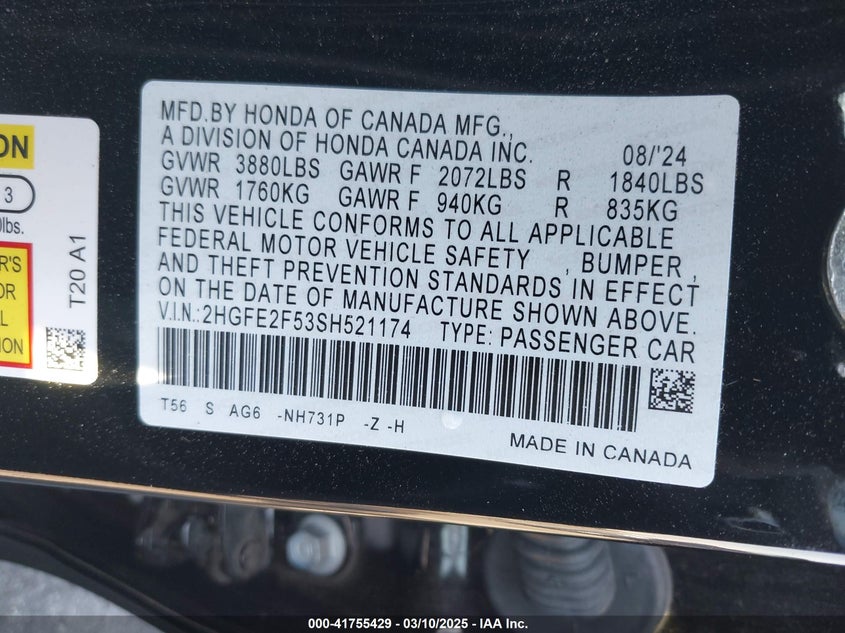 ON
3
lbs.
R'S
OR
L
ION
T20 A1
MFD.BY HONDA OF CANADA MFG.,
A DIVISION OF HONDA CANADA INC. 08/'24
GVWR 3880LBS GAWR F 2072LBS R 1840LBS
GVWR 1760KG GAWR F 940KG R 835KG
THIS VEHICLE CONFORMS TO ALL APPLICABLE
FEDERAL MOTOR VEHICLE SAFETY , BUMPER ,
AND THEFT PREVENTION STANDARDS IN EFFECT
ON THE DATE OF MANUFACTURE SHOWN ABOVE.
V.I.N.:2HGFE2F53SH521174 TYPE: PASSENGER CAR
T56 S AG6 -NH731P -Z -H
MADE IN CANADA
000-41755429 - 03/10/2025 - IAA Inc.